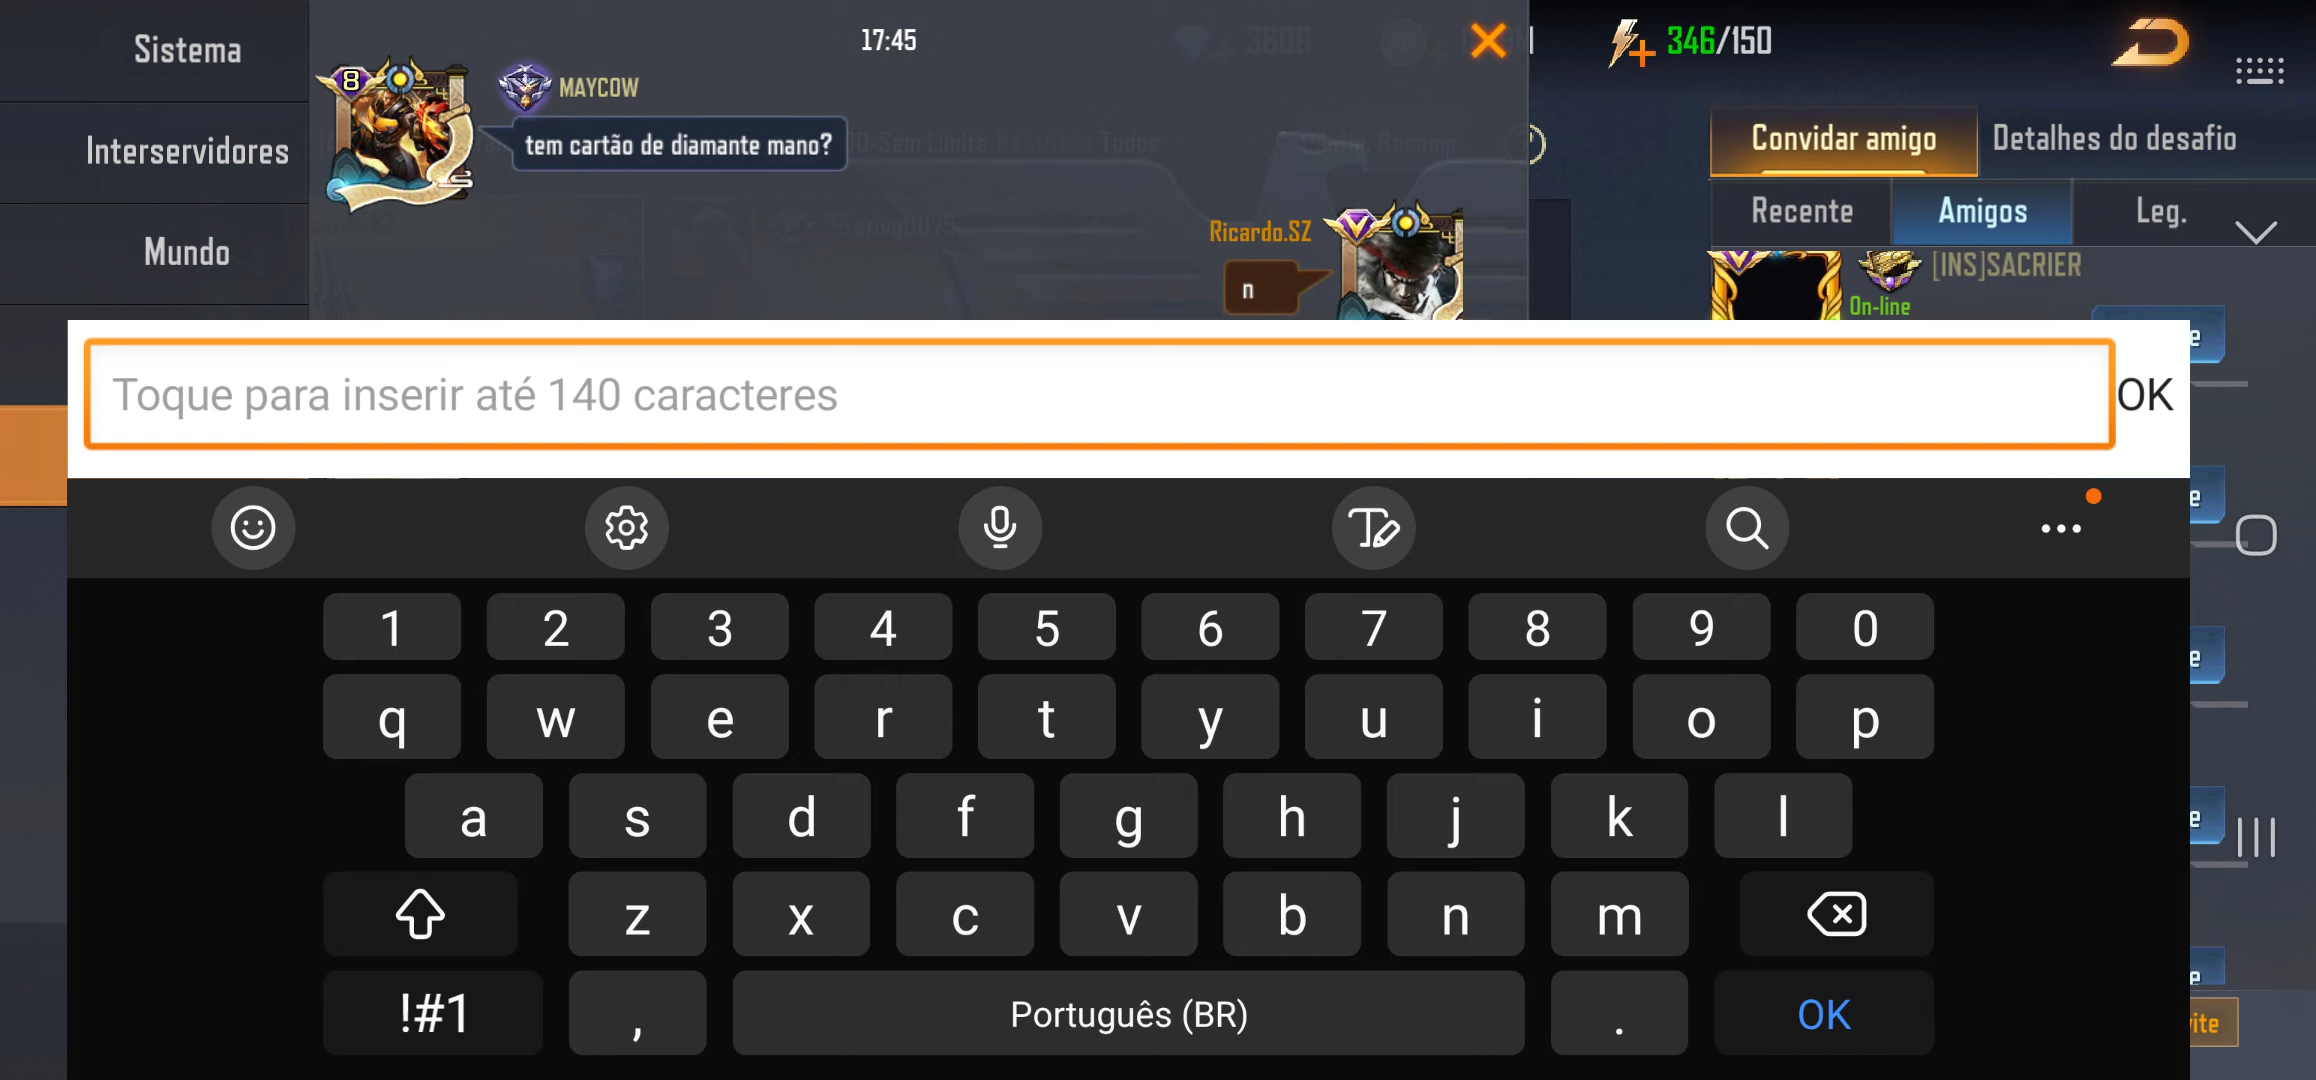 Sistema
Interservidores
Mundo
17:45
3606
8
MAYCOW
tem cartão de diamante mano?
Ricardo.SZ
n
346/150
Convidar amigo
Detalhes do desafio
Recente
Amigos
Leg.
[INS]SACRIER
On-line
Toque para inserir até 140 caracteres
OK
1 2 3 4 5 6 7 8 9 0
q w e r t y u i o p
a s d f g h j k l
z x c v b n m
!#1 , Português (BR) . OK